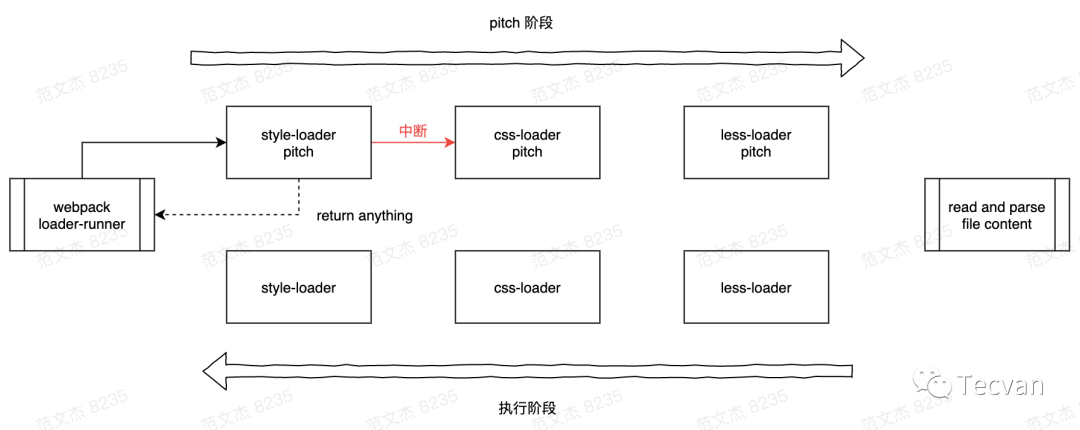 pitch 阶段
style-loader
pitch
中断
css-loader
pitch
less-loader
pitch
webpack
loader-runner
return anything
read and parse
file content
style-loader
css-loader
less-loader
执行阶段
Tecvan
范文杰 8235